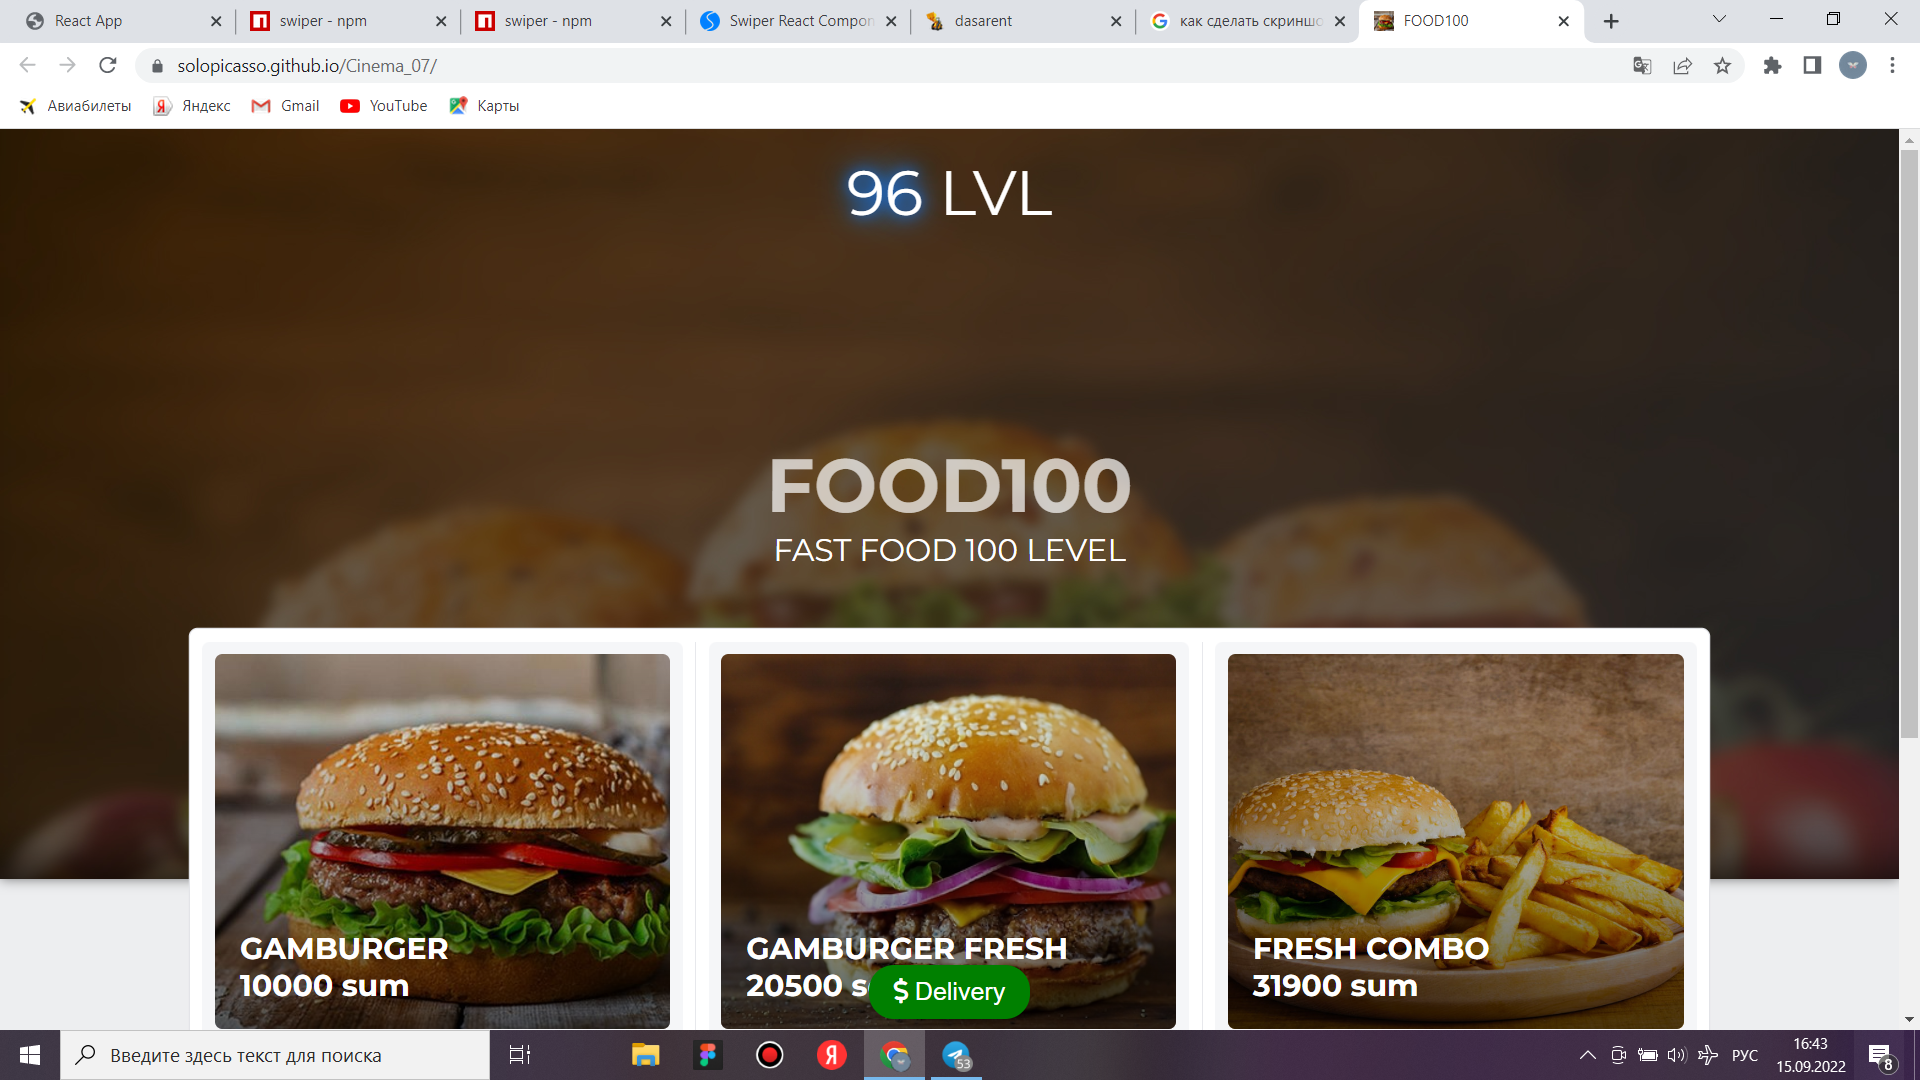 React App
swiper - npm
swiper - npm
Swiper React Compon
dasarent
как сделать скриншо
FOOD100
solopicasso.github.io/Cinema_07/
Авиабилеты
Яндекс
Gmail
YouTube
Карты
96 LVL
FOOD100
FAST FOOD 100 LEVEL
GAMBURGER
10000 sum
GAMBURGER FRESH
20500 s
$ Delivery
FRESH COMBO
31900 sum
Введите здесь текст для поиска
Я
53
РУС
16:43
15.09.2022
8